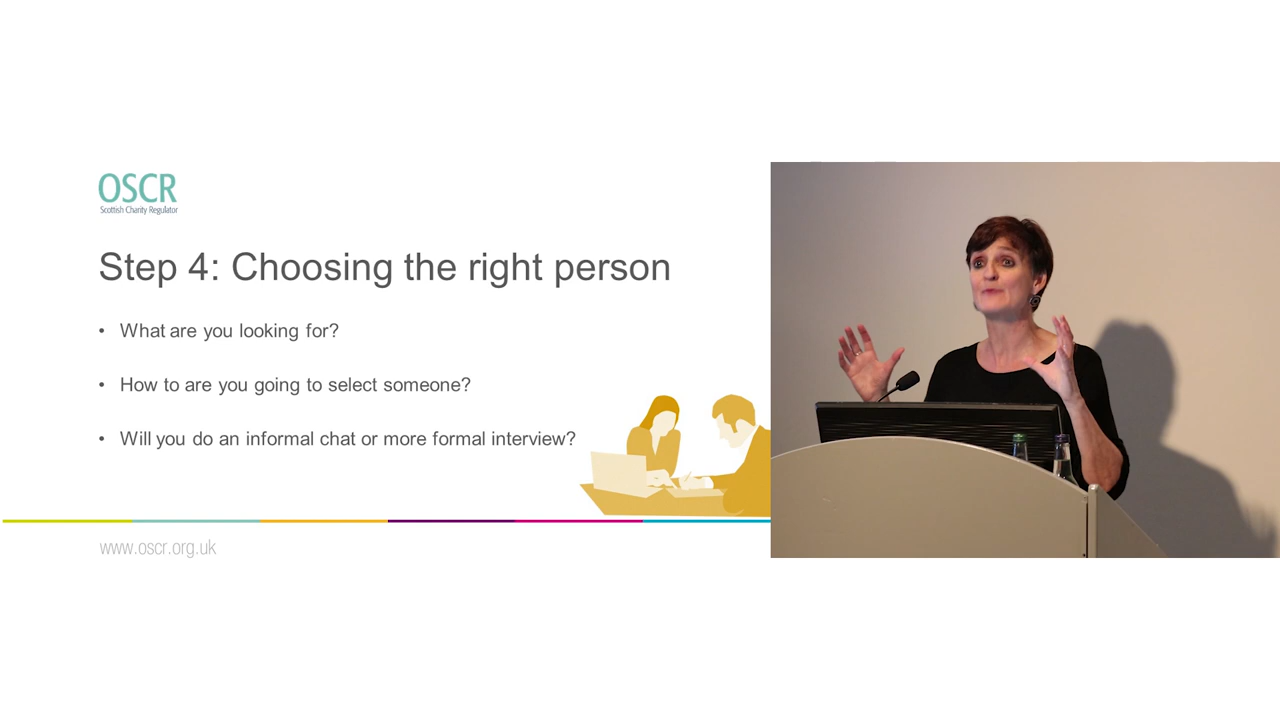 OSCR
Scottish Charity Regulator
Step 4: Choosing the right person
• What are you looking for?
• How to are you going to select someone?
• Will you do an informal chat or more formal interview?
www.oscr.org.uk